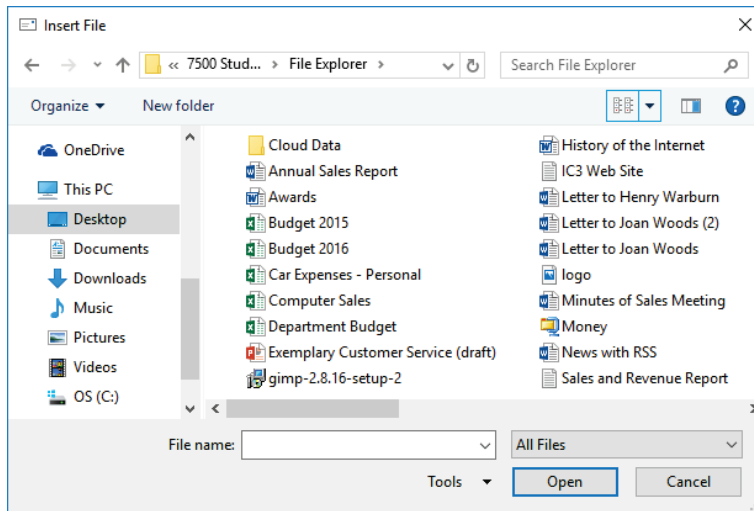 Insert File
« 7500 Stud... > File Explorer > Search File Explorer
Organize New folder
OneDrive
This PC
Desktop
Documents
Downloads
Music
Pictures
Videos
OS (C:)
Cloud Data
Annual Sales Report
Awards
Budget 2015
Budget 2016
Car Expenses - Personal
Computer Sales
Department Budget
Exemplary Customer Service (draft)
gimp-2.8.16-setup-2
History of the Internet
IC3 Web Site
Letter to Henry Warburn
Letter to Joan Woods (2)
Letter to Joan Woods
logo
Minutes of Sales Meeting
Money
News with RSS
Sales and Revenue Report
File name: All Files
Tools Open Cancel